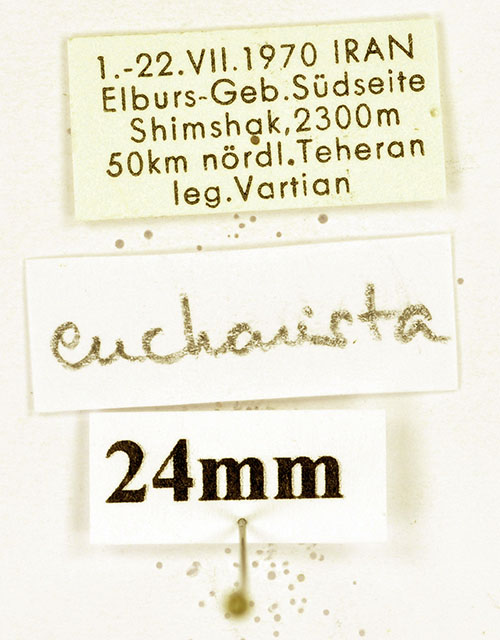 1.-22.VII.1970 IRAN
Elburs-Geb.Südseite
Shimshak,2300m
50km nördl.Teheran
leg.Vartian
eucharista
24mm